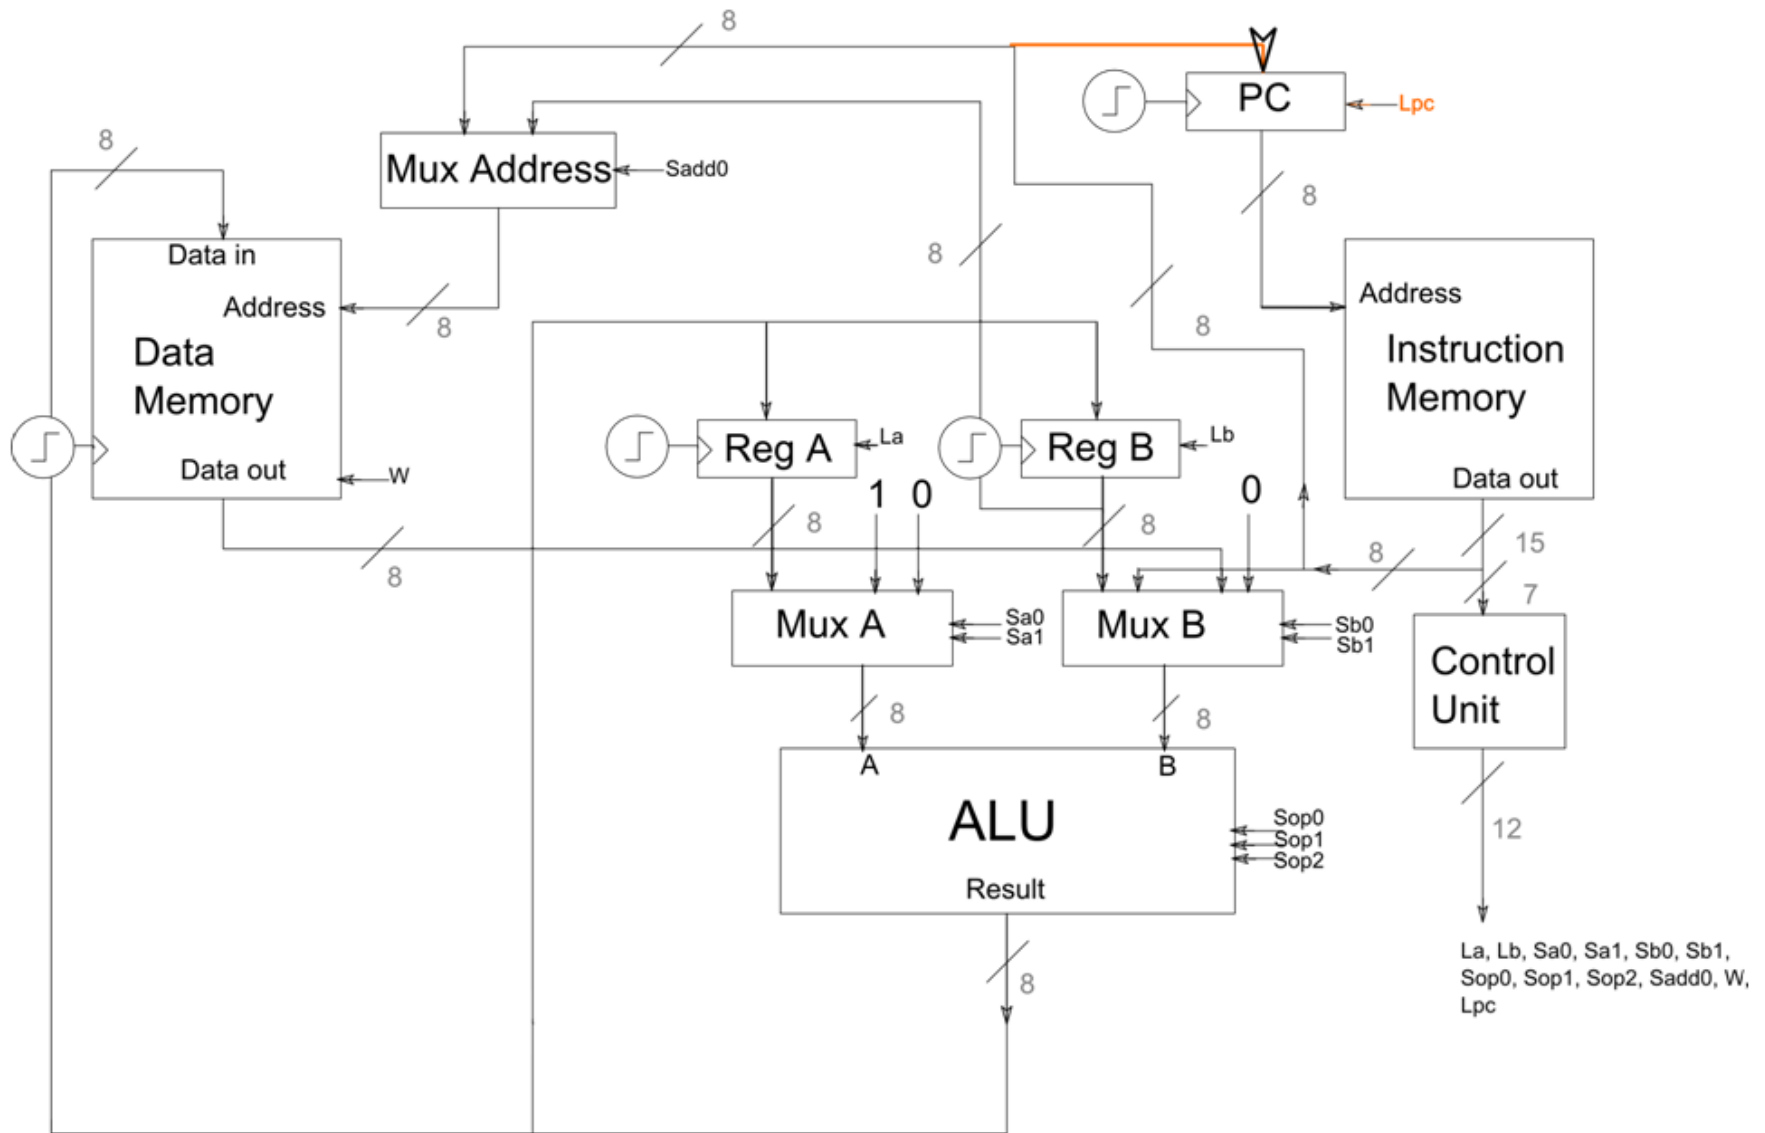 8
PC
Lpc
8
Mux Address
Sadd0
8
8
Data in
Address
8
Data
Memory
Data out
W
8
8
Address
Instruction
Memory
Data out
Reg A
La
Reg B
Lb
1 0
0
8
8
8
8
15
7
Mux A
Sa0
Sa1
Mux B
Sb0
Sb1
Control
Unit
8
8
A
B
ALU
Sop0
Sop1
Sop2
Result
12
8
La, Lb, Sa0, Sa1, Sb0, Sb1,
Sop0, Sop1, Sop2, Sadd0, W,
Lpc